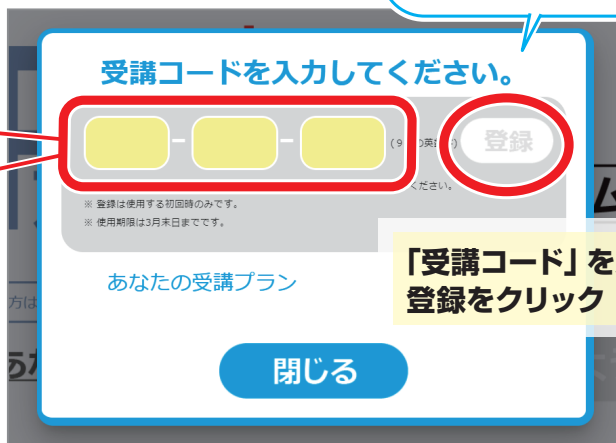 受講コードを入力してください。
- -
登録
ください。
※ 登録は使用する初回時のみです。
※ 使用期限は3月末日までです。
「受講コード」を
登録をクリック
あなたの受講プラン
方は
閉じる